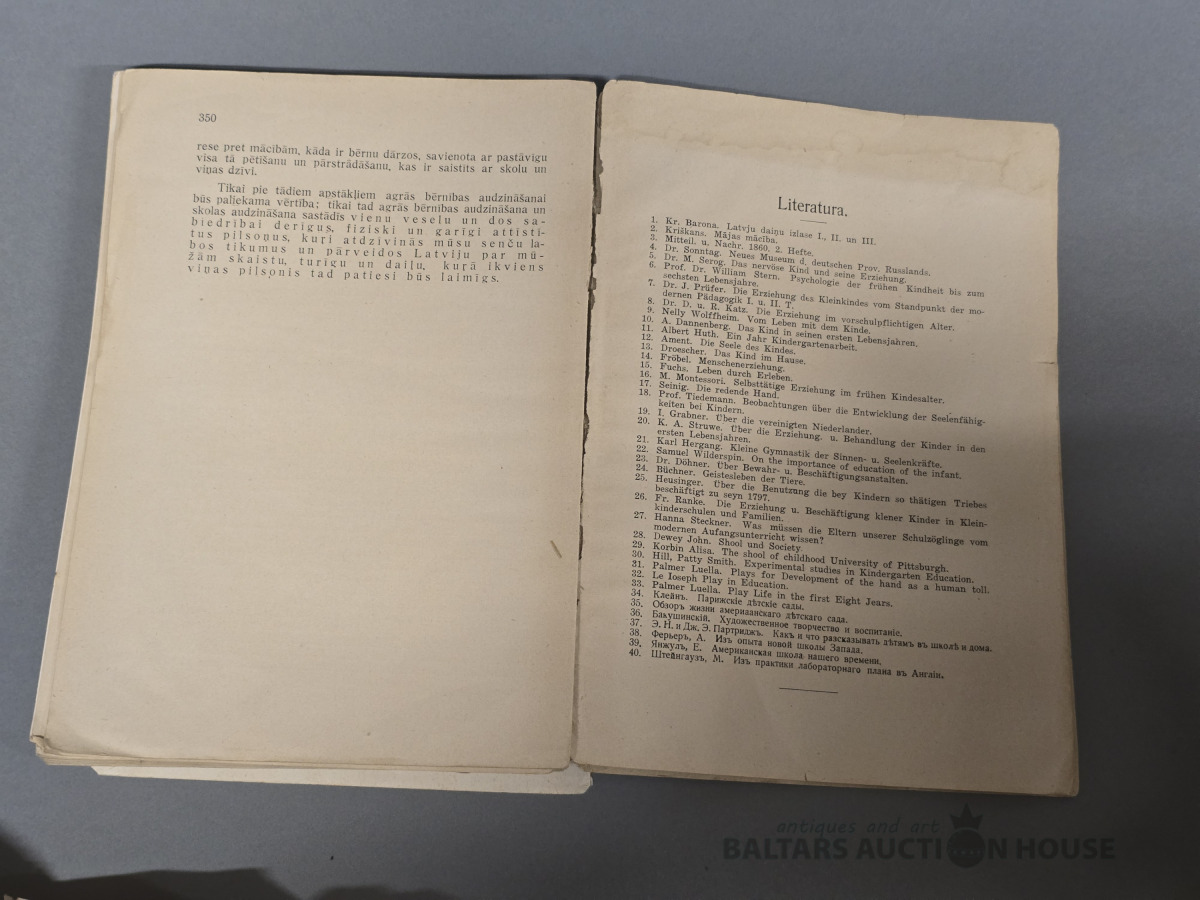 350
rese pret mācībām, kāda ir bērnu dārzos, savienota ar pastāvīgu
visa tā pētīšanu un pārstrādāšanu, kas ir saistīts ar skolu un
viņas dzīvi.
Tikai pie tādiem apstākļiem agrās bērnības audzināšanai
būs paliekama vērtība; tikai tad agrās bērnības audzināšana un
skolas audzināšana sastādīs vienu veselu un dos sa-
biedrībai derīgus, fiziski un garīgi attīstī-
tus pilsoņus, kuŗi atdzīvinās mūsu senču la-
bos tikumus un pārveidos Latviju par mū-
žām skaistu, turīgu un daiļu, kuŗā ikviens
viņas pilsonis tad patiesi būs laimīgs.
Literatura.
1. Kr. Barona. Latvju daiņu izlase I., II. un III.
2. Kriškans. Mājas mācība.
3. Mitteil. u. Nachr. 1860, 2. Hefte.
4. Dr. Sonntag. Neues Museum d. deutschen Prov. Russlands.
5. Dr. M. Serog. Das nervöse Kind und seine Erziehung.
6. Prof. Dr. William Stern. Psychologie der frühen Kindheit bis zum
sechsten Lebensjahre.
7. Dr. J. Prüfer. Die Erziehung des Kleinkindes vom Standpunkt der mo-
dernen Pädagogik I. u. II. T.
8. Dr. D. u. R. Katz. Die Erziehung im vorschulpflichtigen Alter.
9. Nelly Wolffheim. Vom Leben mit dem Kinde.
10. A. Dannenberg. Das Kind in seinen ersten Lebensjahren.
11. Albert Huth. Ein Jahr Kindergartenarbeit.
12. Ament. Die Seele des Kindes.
13. Droescher. Das Kind im Hause.
14. Fröbel. Menschenerziehung.
15. Fuchs. Leben durch Erleben.
16. M. Montessori. Selbsttätige Erziehung im frühen Kindesalter.
17. Seinig. Die redende Hand.
18. Prof. Tiedemann. Beobachtungen über die Entwicklung der Seelenfähig-
keiten bei Kindern.
19. I. Grabner. Über die vereinigten Niederlander.
20. K. A. Struwe. Über die Erziehung. u. Behandlung der Kinder in den
ersten Lebensjahren.
21. Karl Hergang. Kleine Gymnastik der Sinnen- u. Seelenkräfte.
22. Samuel Wilderspin. On the importance of education of the infant.
23. Dr. Döhner. Über Bewahr- u. Beschäftigungsanstalten.
24. Büchner. Geistesleben der Tiere.
25. Heusinger. Über die Benutzung die bey Kindern so thätigen Triebes
beschäftigt zu seyn 1797.
26. Fr. Ranke. Die Erziehung u. Beschäftigung klener Kinder in Klein-
kinderschulen und Familien.
27. Hanna Steckner. Was müssen die Eltern unserer Schulzöglinge vom
modernen Aufangsunterricht wissen?
28. Dewey John. Shool und Society.
29. Korbin Alisa. The shool of childhood University of Pittsburgh.
30. Hill, Patty Smith. Experimental studies in Kindergarten Education.
31. Palmer Luella. Plays for Development of the hand as a human toll.
32. Le Ioseph Play in Education.
33. Palmer Luella. Play Life in the first Eight Jears.
34. Клейнъ. Парижскіе дѣтскіе сады.
35. Обзоръ жизни америзанскаго дѣтскаго сада.
36. Бакушинскій. Художественное творчество и воспитаніе.
37. Э. Н. и Дж. Э. Партриджъ. Какъ и что разсказывать дѣтямъ въ школѣ и дома.
38. Ферьеръ, А. Изъ опыта новой школы Запада.
39. Янжулъ, Е. Американская школа нашего времени.
40. Штейнгаузъ, М. Изъ практики лабораторнаго плана въ Англіи.
antiques and art
BALTARS AUCTION HOUSE